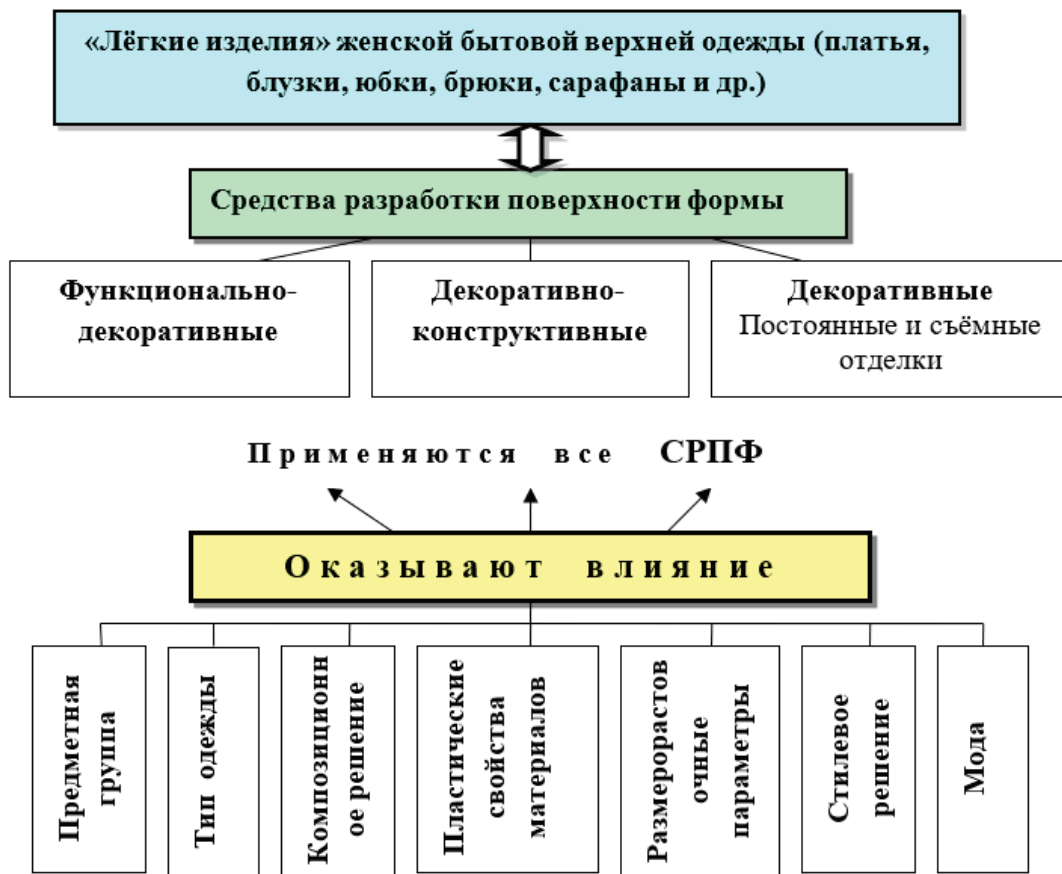 «Лёгкие изделия» женской бытовой верхней одежды (платья,
блузки, юбки, брюки, сарафаны и др.)
Средства разработки поверхности формы
Функционально-
декоративные
Декоративно-
конструктивные
Декоративные
Постоянные и съёмные
отделки
Применяются все СРПФ
Оказывают влияние
Предметная
группа
Тип одежды
Композиционн
ое решение
Пластические
свойства
материалов
Размерорастов
очные
параметры
Стилевое
решение
Мода